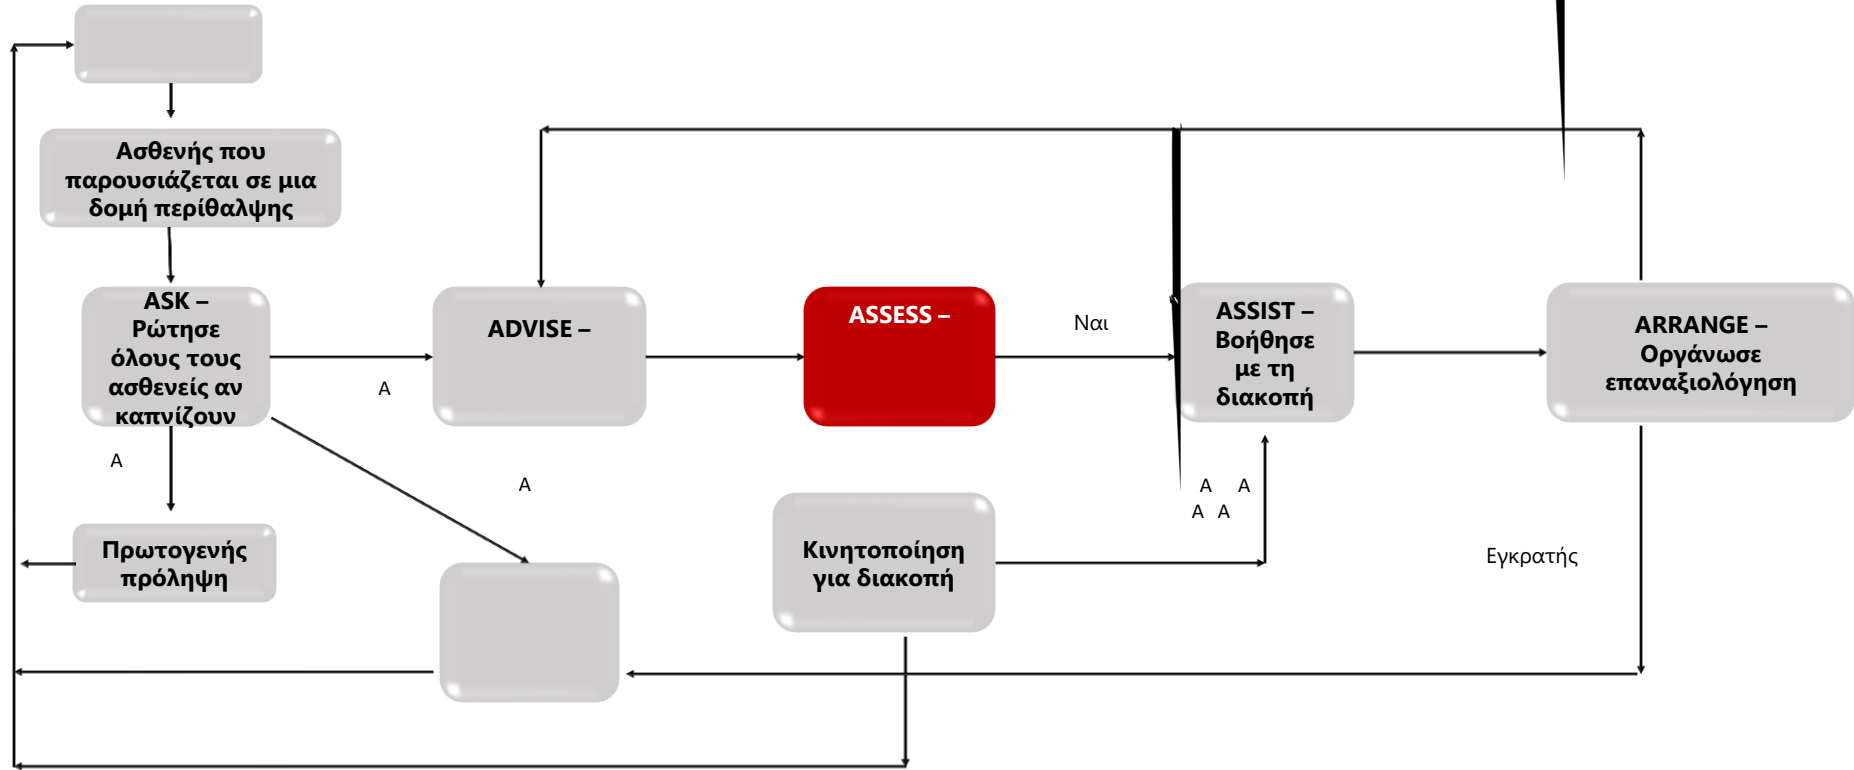 Ασθενής που
παρουσιάζεται σε μια
δομή περίθαλψης
ASK –
Ρώτησε
όλους τους
ασθενείς αν
καπνίζουν
Α
ADVISE –
ASSESS –
Ναι
ASSIST –
Βοήθησε
με τη
διακοπή
ARRANGE –
Οργάνωσε
επαναξιολόγηση
Α
Α
Α Α
Α Α
Πρωτογενής
πρόληψη
Κινητοποίηση
για διακοπή
Εγκρατής